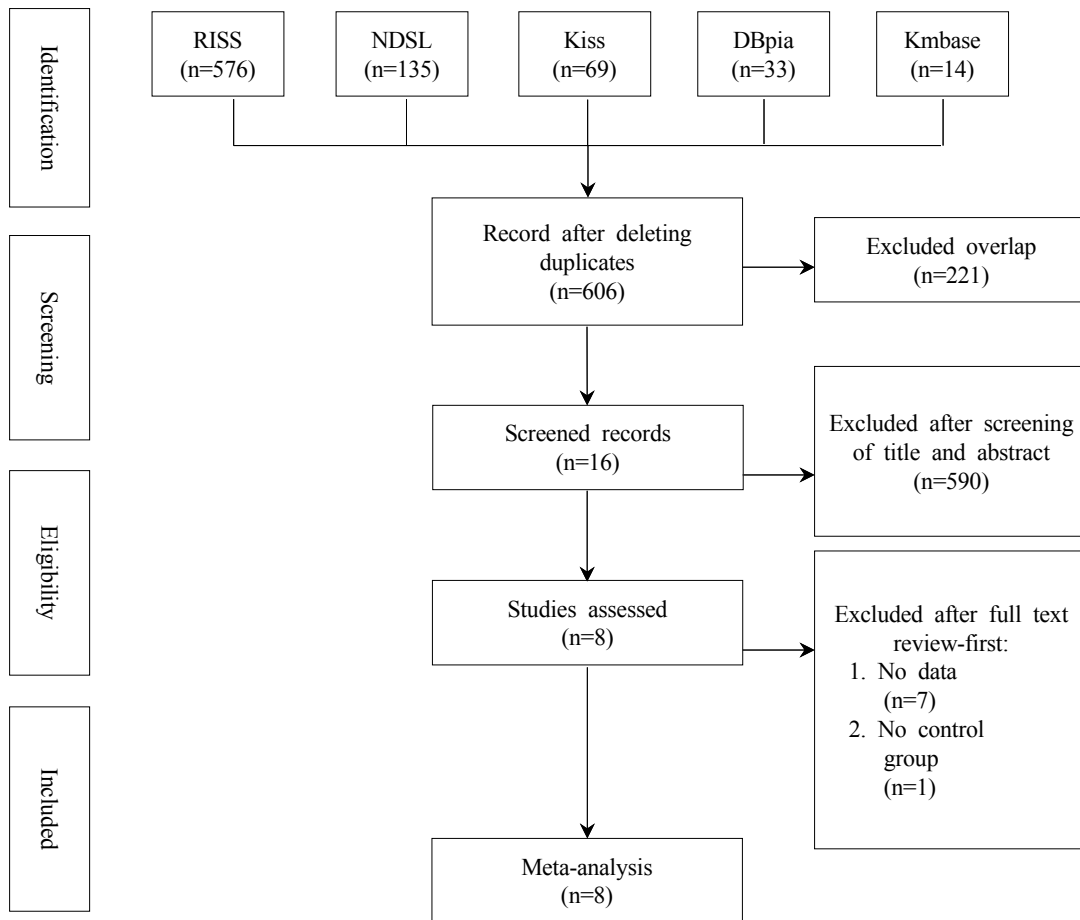 Identification
RISS
(n=576)
NDSL
(n=135)
Kiss
(n=69)
DBpia
(n=33)
Kmbase
(n=14)
Record after deleting
duplicates
(n=606)
Excluded overlap
(n=221)
Screening
Screened records
(n=16)
Excluded after screening
of title and abstract
(n=590)
Eligibility
Studies assessed
(n=8)
Excluded after full text
review-first:
1. No data
(n=7)
2. No control
group
(n=1)
Included
Meta-analysis
(n=8)